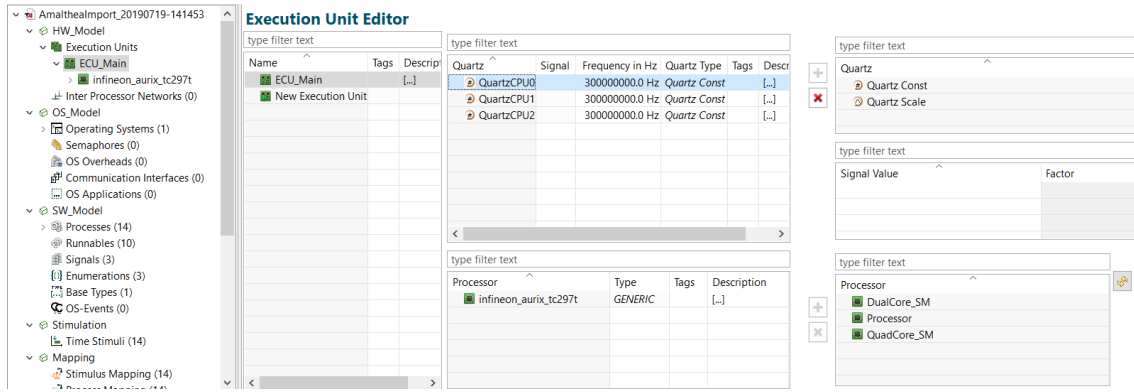 AmaltheaImport_20190719-141453
HW_Model
Execution Units
ECU_Main
infineon_aurix_tc297t
Inter Processor Networks (0)
OS_Model
Operating Systems (1)
Semaphores (0)
OS Overheads (0)
Communication Interfaces (0)
OS Applications (0)
SW_Model
Processes (14)
Runnables (10)
Signals (3)
Enumerations (3)
Base Types (1)
OS-Events (0)
Stimulation
Time Stimuli (14)
Mapping
Stimulus Mapping (14)
Process Mapping (14)
Execution Unit Editor
type filter text
Name Tags Descript
ECU_Main [...]
New Execution Unit
type filter text
Quartz Signal Frequency in Hz Quartz Type Tags Descr
QuartzCPU0 300000000.0 Hz Quartz Const [...]
QuartzCPU1 300000000.0 Hz Quartz Const [...]
QuartzCPU2 300000000.0 Hz Quartz Const [...]
type filter text
Processor Type Tags Description
infineon_aurix_tc297t GENERIC [...]
type filter text
Quartz
Quartz Const
Quartz Scale
type filter text
Signal Value Factor
type filter text
Processor
DualCore_SM
Processor
QuadCore_SM